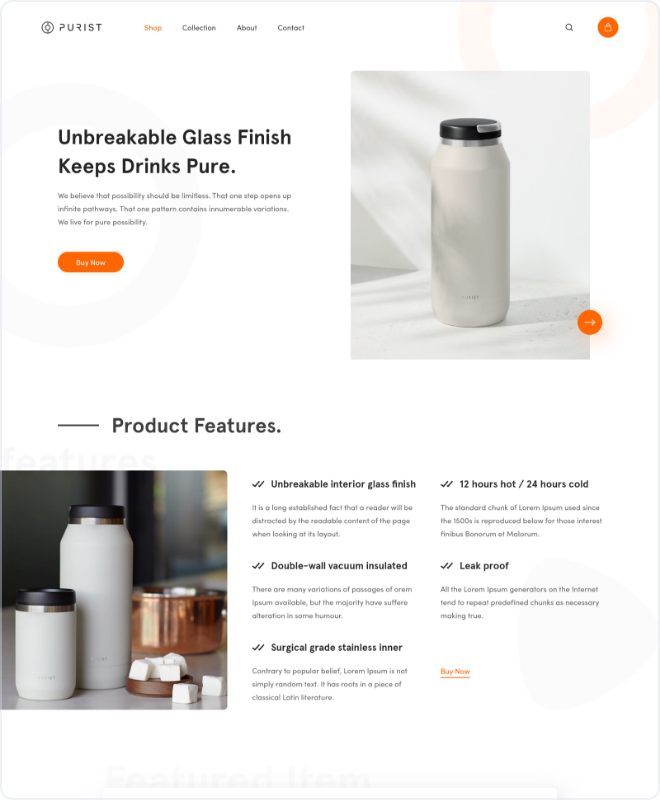 PURIST
Shop
Collection
About
Contact
Unbreakable Glass Finish
Keeps Drinks Pure.
We believe that possibility should be limitless. That one step opens up
infinite pathways. That one pattern contains innumerable variations.
We live for pure possibility.
Buy Now
PURIST
Product Features.
features
Unbreakable interior glass finish
It is a long established fact that a reader will be
distracted by the readable content of the page
when looking at its layout.
12 hours hot / 24 hours cold
The standard chunk of Lorem Ipsum used since
the 1500s is reproduced below for those interest
finibus Bonorum et Malorum.
Double-wall vacuum insulated
There are many variations of passages of orem
Ipsum available, but the majority have suffere
alteration in some humour.
Leak proof
All the Lorem Ipsum generators on the Internet
tend to repeat predefined chunks as necessary
making true.
Surgical grade stainless inner
Contrary to popular belief, Lorem Ipsum is not
simply random text. It has roots in a piece of
classical Latin literature.
Buy Now
Featured Item